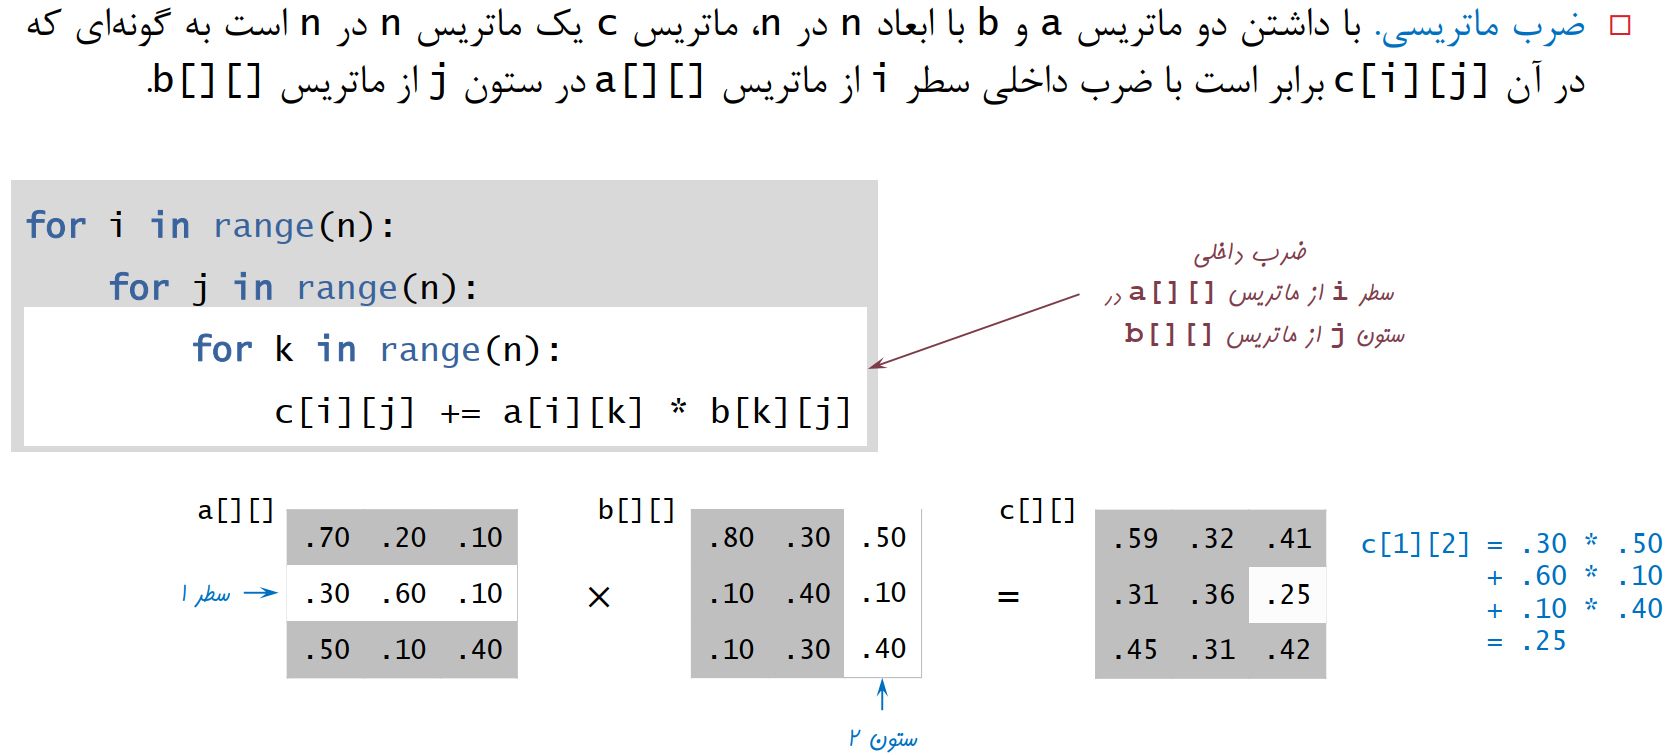 ضرب ماتریسی. با داشتن دو ماتریس a و b با ابعاد n در n، ماتریس c یک ماتریس n در n است به گونه‌ای که
در آن c[i][j] برابر است با ضرب داخلی سطر i از ماتریس a[][] در ستون j از ماتریس b[][].
for i in range(n):
for j in range(n):
for k in range(n):
c[i][j] += a[i][k] * b[k][j]
ضرب داخلی
سطر i از ماتریس a[][] در
ستون j از ماتریس b[][]
a[][]
.70 .20 .10
.30 .60 .10
.50 .10 .40
سطر ۱
×
b[][]
.80 .30 .50
.10 .40 .10
.10 .30 .40
ستون ۲
=
c[][]
.59 .32 .41
.31 .36 .25
.45 .31 .42
c[1][2] = .30 * .50
+ .60 * .10
+ .10 * .40
= .25